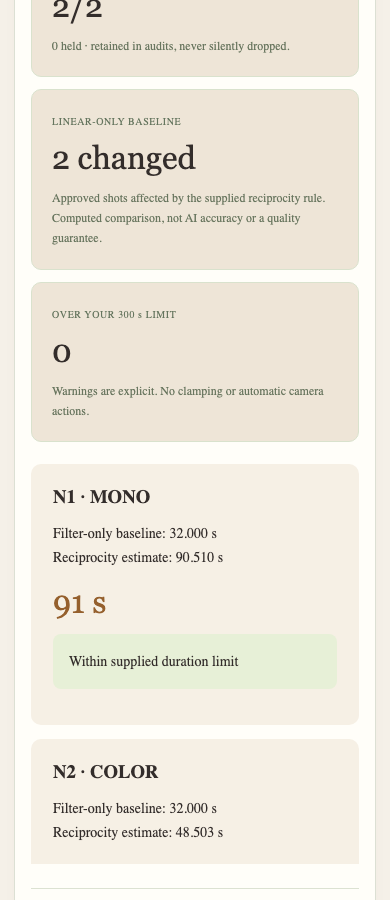 2/2
0 held · retained in audits, never silently dropped.
LINEAR-ONLY BASELINE
2 changed
Approved shots affected by the supplied reciprocity rule.
Computed comparison, not AI accuracy or a quality
guarantee.
OVER YOUR 300 s LIMIT
0
Warnings are explicit. No clamping or automatic camera
actions.
N1 · MONO
Filter-only baseline: 32.000 s
Reciprocity estimate: 90.510 s
91 s
Within supplied duration limit
N2 · COLOR
Filter-only baseline: 32.000 s
Reciprocity estimate: 48.503 s